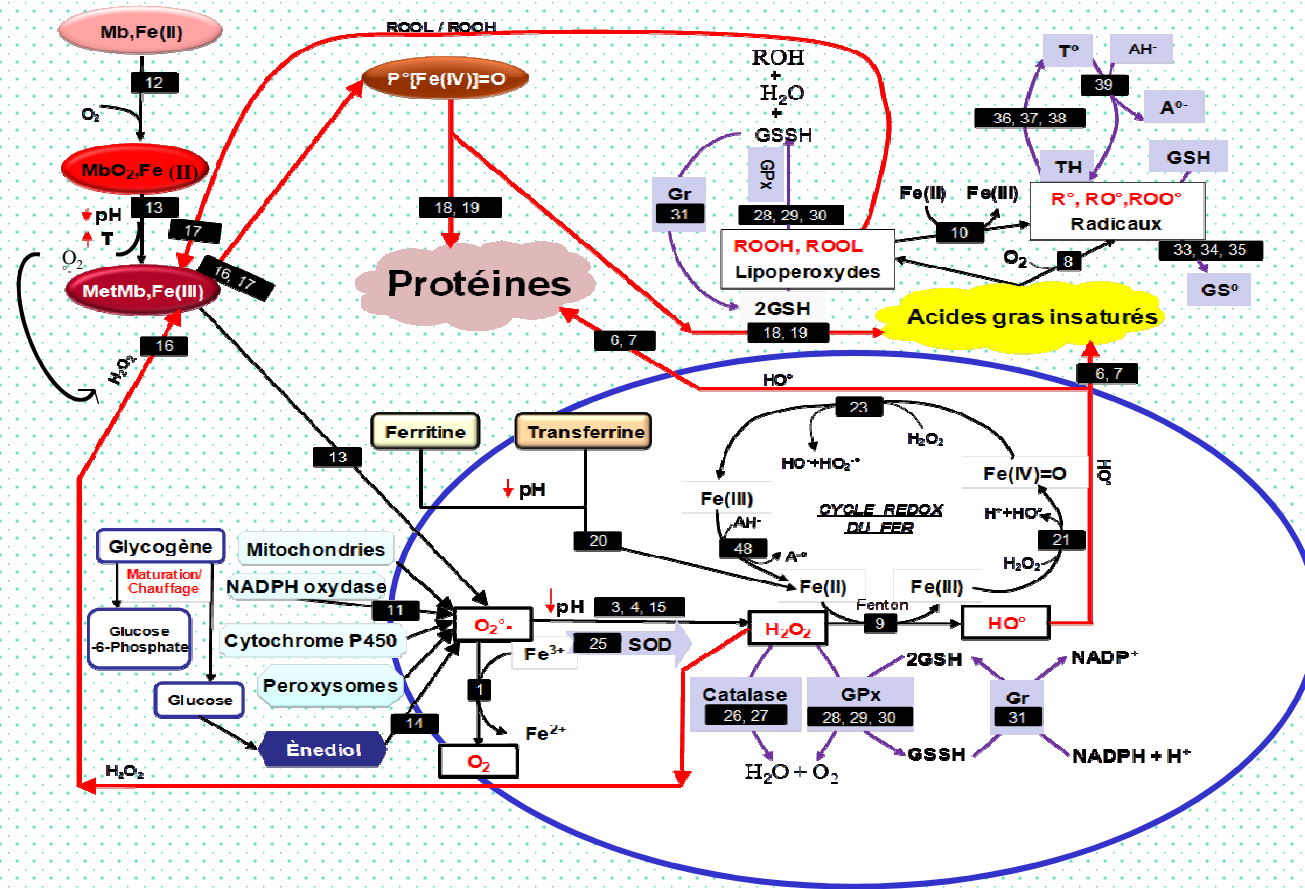 Mb,Fe(II)
12
O₂
MbO₂,Fe (II)
13
pH
T
O₂
MetMb,Fe(III)
17
16, 17
16
H₂O₂
ROOL / ROOH
P°[Fe(IV)]=O
18, 19
Protéines
ROH
+
H₂O
+
GSSH
GPx
Gr
31
28, 29, 30
ROOH, ROOL
Lipoperoxydes
2GSH
18, 19
T°
AH-
39
36, 37, 38
A°-
TH
GSH
Fe(II)
Fe(III)
10
R°, RO°,ROO°
Radicaux
O₂
8
33, 34, 35
GS°
Acides gras insaturés
6, 7
HO°
6, 7
HO°
13
Ferritine
Transferrine
pH
20
23
H₂O₂
HO⁻+HO₂⁻°
Fe(III)
Fe(IV)=O
CYCLE REDOX
DU FER
AH-
48
A⁻°
H⁺+HO°
21
H₂O₂
Fe(II)
Fe(III)
Fenton
9
Glycogène
Maturation/
Chauffage
Glucose
-6-Phosphate
Glucose
Ènediol
14
Mitochondries
NADPH oxydase
11
Cytochrome P450
Peroxysomes
O₂°-
pH
3, 4, 15
Fe³⁺
25
SOD
H₂O₂
HO°
1
Fe²⁺
O₂
Catalase
26, 27
GPx
28, 29, 30
2GSH
NADP⁺
Gr
31
GSSH
NADPH + H⁺
H₂O + O₂
H₂O₂